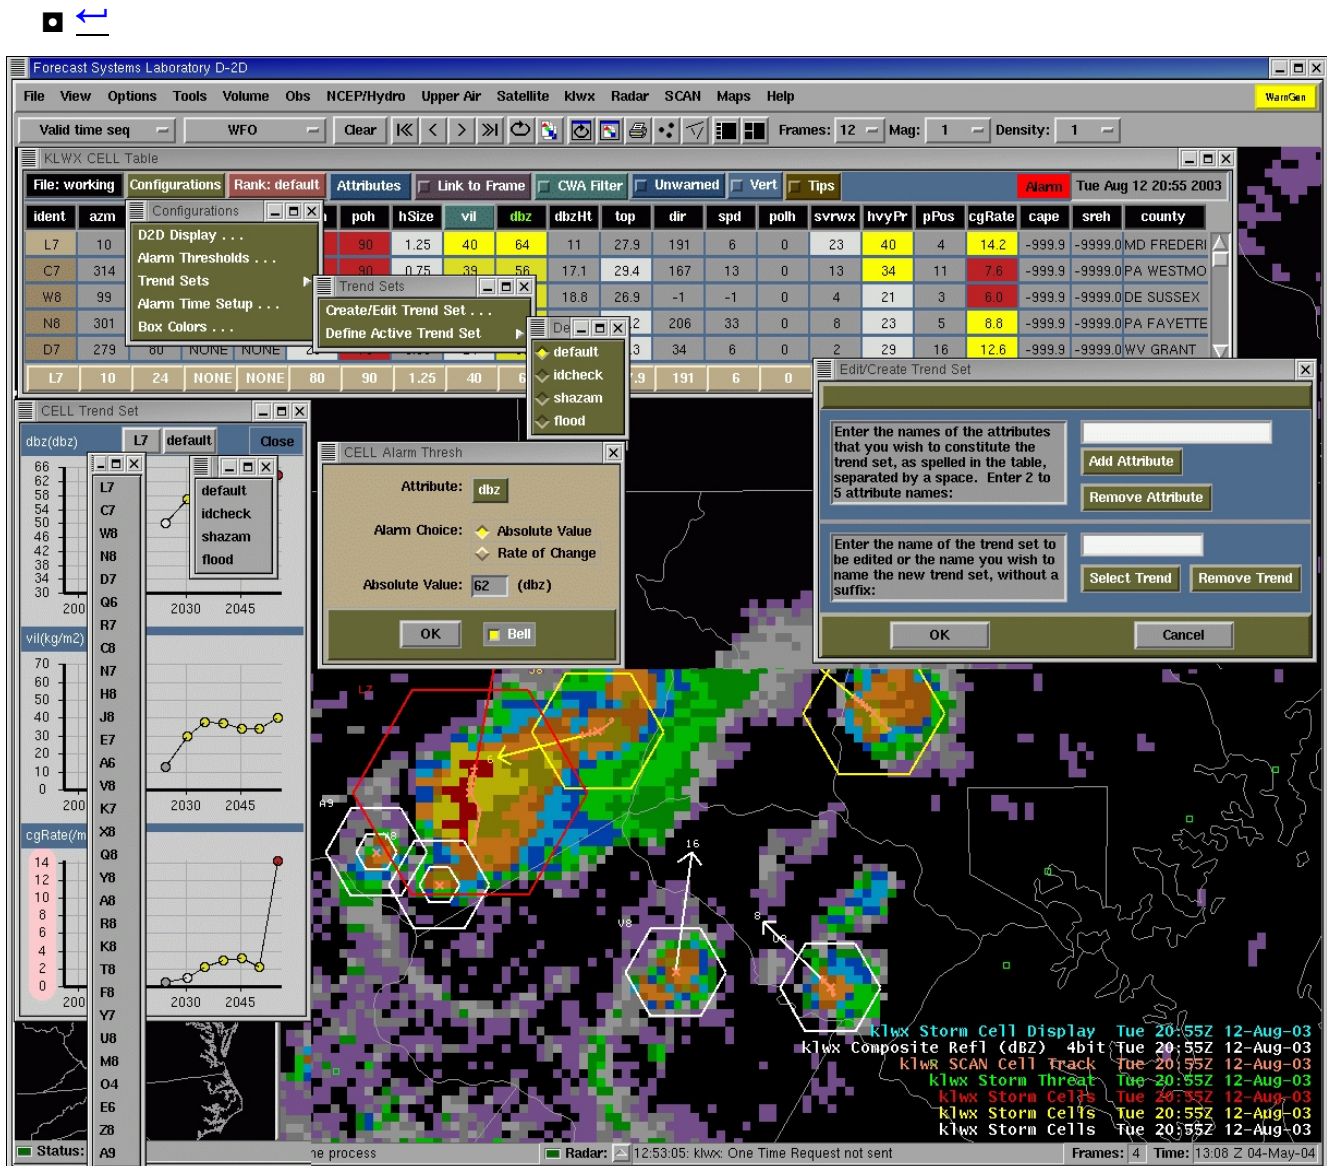 Forecast Systems Laboratory D-2D
File View Options Tools Volume Obs NCEP/Hydro Upper Air Satellite klwx Radar SCAN Maps Help WarnGen
Valid time seq WFO Clear Frames: 12 Mag: 1 Density: 1
KLWX CELL Table
File: working Configurations Rank: default Attributes Link to Frame CWA Filter Unwarned Vert Tips Alarm Tue Aug 12 20:55 2003
ident azm poh hSize vil dbz dbzHt top dir spd polh svrwx hvyPr pPos cgRate cape sreh county
L7 10 90 1.25 40 64 11 27.9 191 6 0 23 40 4 14.2 -999.9 -9999.0 MD FREDERI
C7 314 90 0.75 39 56 17.1 29.4 167 13 0 13 34 11 7.6 -999.9 -9999.0 PA WESTMO
W8 99 18.8 26.9 -1 -1 0 4 21 3 6.0 -999.9 -9999.0 DE SUSSEX
N8 301 206 33 0 8 23 5 8.8 -999.9 -9999.0 PA FAYETTE
D7 279 80 NONE NONE 34 6 0 2 29 16 12.6 -999.9 -9999.0 WV GRANT
L7 10 24 NONE NONE 80 90 1.25 40 191 6 0
Configurations
D2D Display . . .
Alarm Thresholds . . .
Trend Sets
Alarm Time Setup . . .
Box Colors . . .
Trend Sets
Create/Edit Trend Set . . .
Define Active Trend Set
De
default
idcheck
shazam
flood
CELL Trend Set
dbz(dbz) L7 default Close
66
62
58
54
50
46
42
38
34
30
200 2030 2045
vil(kg/m2)
70
60
50
40
30
20
10
0
200 2030 2045
cgRate(/m
14
12
10
8
6
4
2
0
200 2030 2045
L7
C7
W8
N8
D7
Q6
R7
C8
N7
H8
J8
E7
A6
V8
K7
X8
Q8
Y8
A8
R8
K8
T8
F8
Y7
U8
M8
O4
E6
Z8
A9
default
idcheck
shazam
flood
CELL Alarm Thresh
Attribute: dbz
Alarm Choice: Absolute Value
Rate of Change
Absolute Value: 62 (dbz)
OK Bell
Edit/Create Trend Set
Enter the names of the attributes
that you wish to constitute the
trend set, as spelled in the table,
separated by a space. Enter 2 to
5 attribute names:
Add Attribute
Remove Attribute
Enter the name of the trend set to
be edited or the name you wish to
name the new trend set, without a
suffix:
Select Trend Remove Trend
OK Cancel
L7
J8
6
A9
16
V8
8
U8
klwx Storm Cell Display Tue 20:55Z 12-Aug-03
klwx Composite Refl (dBZ) 4bit Tue 20:55Z 12-Aug-03
klwx SCAN Cell Track Tue 20:55Z 12-Aug-03
klwx Storm Threat Tue 20:55Z 12-Aug-03
klwx Storm Cells Tue 20:55Z 12-Aug-03
klwx Storm Cells Tue 20:55Z 12-Aug-03
klwx Storm Cells Tue 20:55Z 12-Aug-03
Status: process Radar: 12:53:05: klwx: One Time Request not sent Frames: 4 Time: 13:08 Z 04-May-04